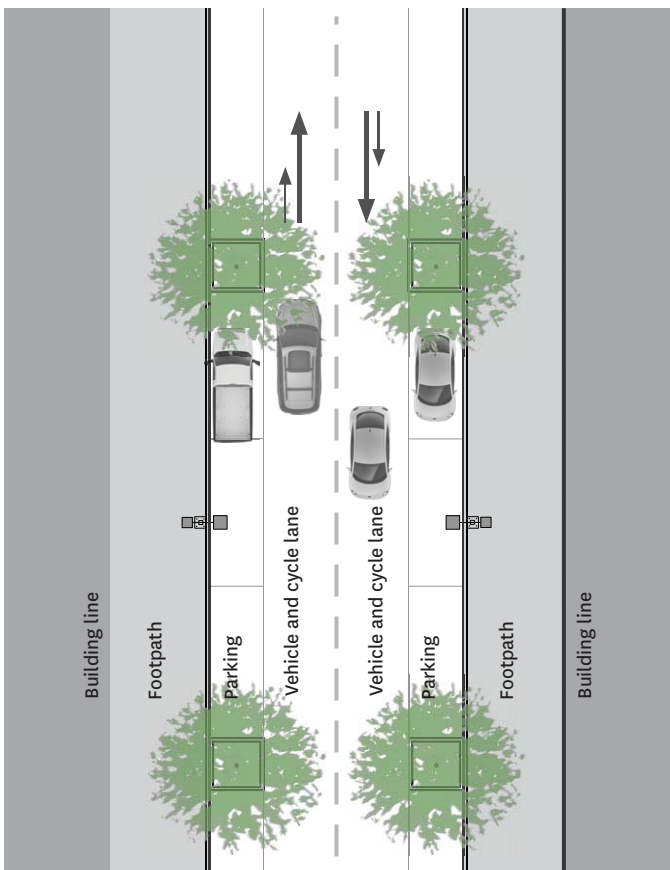 Building line
Footpath
Parking
Vehicle and cycle lane
Vehicle and cycle lane
Parking
Footpath
Building line